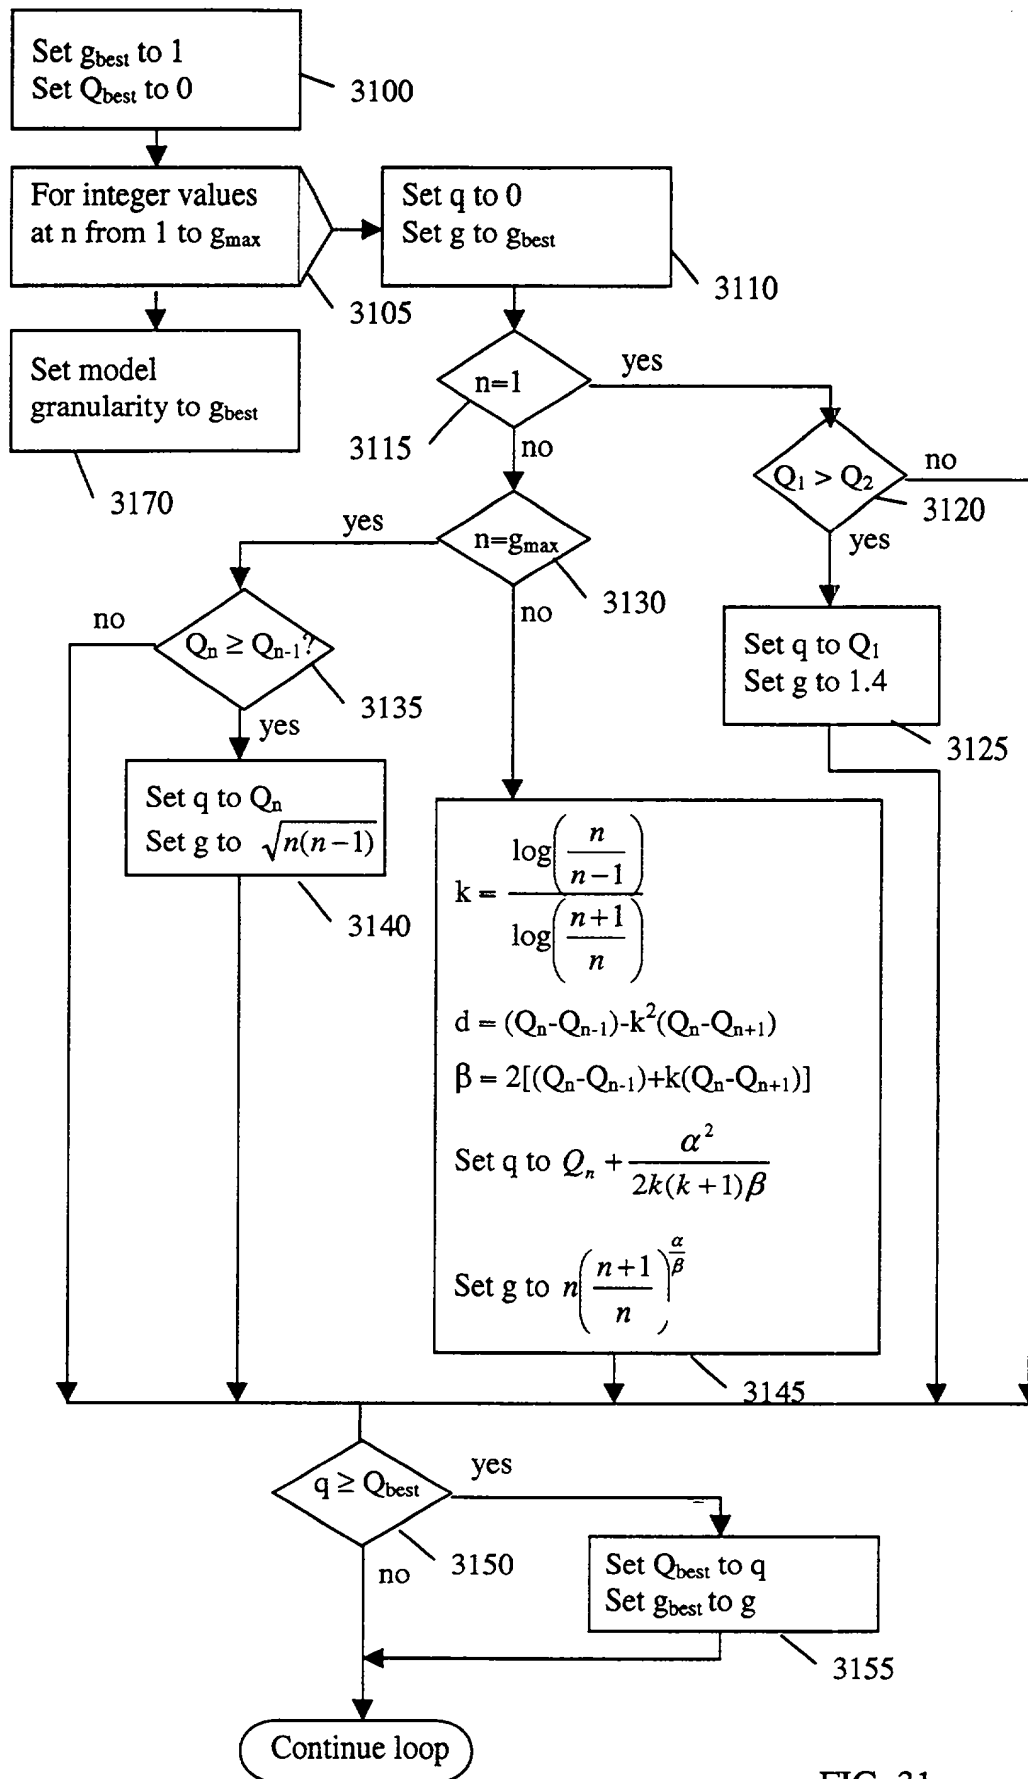 Set g_best to 1
Set Q_best to 0
3100
For integer values
at n from 1 to g_max
3105
Set q to 0
Set g to g_best
3110
Set model
granularity to g_best
3170
n=1
yes
3115
no
Q_1 > Q_2
no
3120
yes
n=g_max
yes
3130
no
Set q to Q_1
Set g to 1.4
3125
Q_n ≥ Q_n-1?
no
3135
yes
Set q to Q_n
Set g to √n(n−1)
3140
k = log(n/(n−1)) / log((n+1)/n)
d = (Q_n-Q_n-1)-k^2(Q_n-Q_n+1)
β = 2[(Q_n-Q_n-1)+k(Q_n-Q_n+1)]
Set q to Q_n + α^2/(2k(k+1)β)
Set g to n((n+1)/n)^(α/β)
3145
q ≥ Q_best
yes
3150
no
Set Q_best to q
Set g_best to g
3155
Continue loop